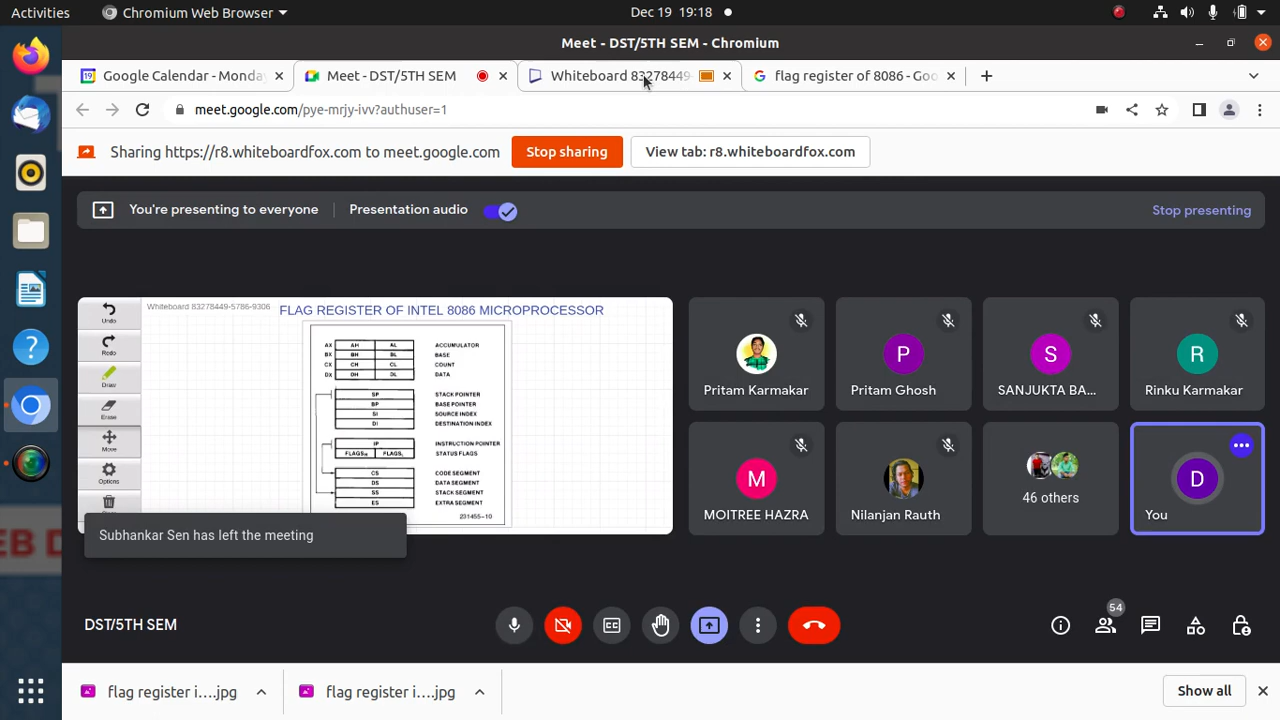 Activities
Chromium Web Browser
Dec 19 19:18
Meet - DST/5TH SEM - Chromium
Google Calendar - Monda
Meet - DST/5TH SEM
Whiteboard 83278449-
flag register of 8086 - Goo
meet.google.com/pye-mrjy-ivv?authuser=1
Sharing https://r8.whiteboardfox.com to meet.google.com
Stop sharing
View tab: r8.whiteboardfox.com
You're presenting to everyone
Presentation audio
Stop presenting
Whiteboard 83278449-5786-9306
FLAG REGISTER OF INTEL 8086 MICROPROCESSOR
Undo
Redo
Draw
Erase
Move
Options
AX AH AL ACCUMULATOR
BX BH BL BASE
CX CH CL COUNT
DX DH DL DATA
SP STACK POINTER
BP BASE POINTER
SI SOURCE INDEX
DI DESTINATION INDEX
IP INSTRUCTION POINTER
FLAGSH FLAGSL STATUS FLAGS
CS CODE SEGMENT
DS DATA SEGMENT
SS STACK SEGMENT
ES EXTRA SEGMENT
231455-10
Subhankar Sen has left the meeting
Pritam Karmakar
P
Pritam Ghosh
S
SANJUKTA BA...
R
Rinku Karmakar
M
MOITREE HAZRA
Nilanjan Rauth
46 others
D
You
DST/5TH SEM
54
flag register i....jpg
flag register i....jpg
Show all